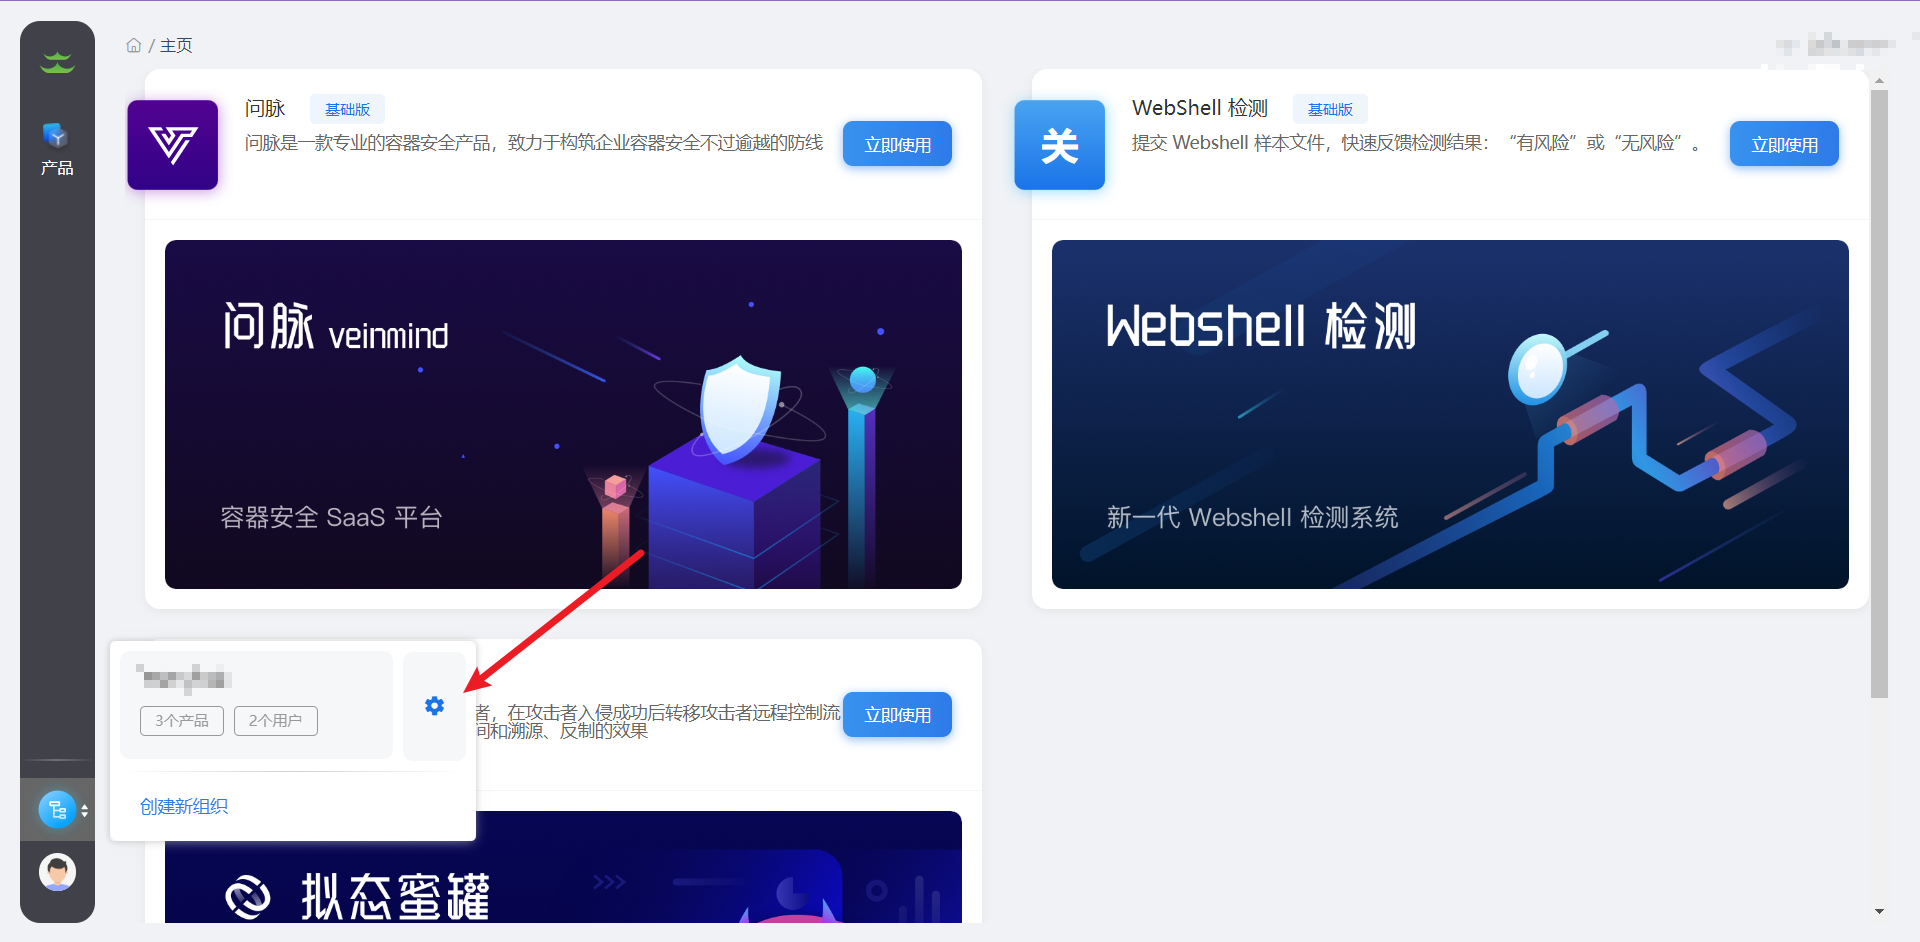 / 主页
产品
问脉 基础版
问脉是一款专业的容器安全产品，致力于构筑企业容器安全不过逾越的防线
立即使用
问脉 veinmind
容器安全 SaaS 平台
关
WebShell 检测 基础版
提交 Webshell 样本文件，快速反馈检测结果：“有风险”或“无风险”。
立即使用
Webshell 检测
新一代 Webshell 检测系统
3个产品 2个用户
创建新组织
者，在攻击者入侵成功后转移攻击者远程控制流
间和溯源、反制的效果
立即使用
拟态蜜罐